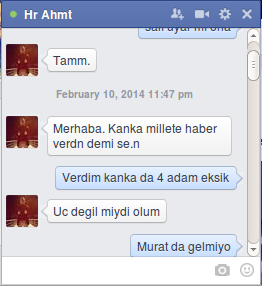 Hr Ahmt
Tamm.
February 10, 2014 11:47 pm
Merhaba. Kanka millete haber
verdn demi se.n
Verdim kanka da 4 adam eksik
Uc degil miydi olum
Murat da gelmiyo